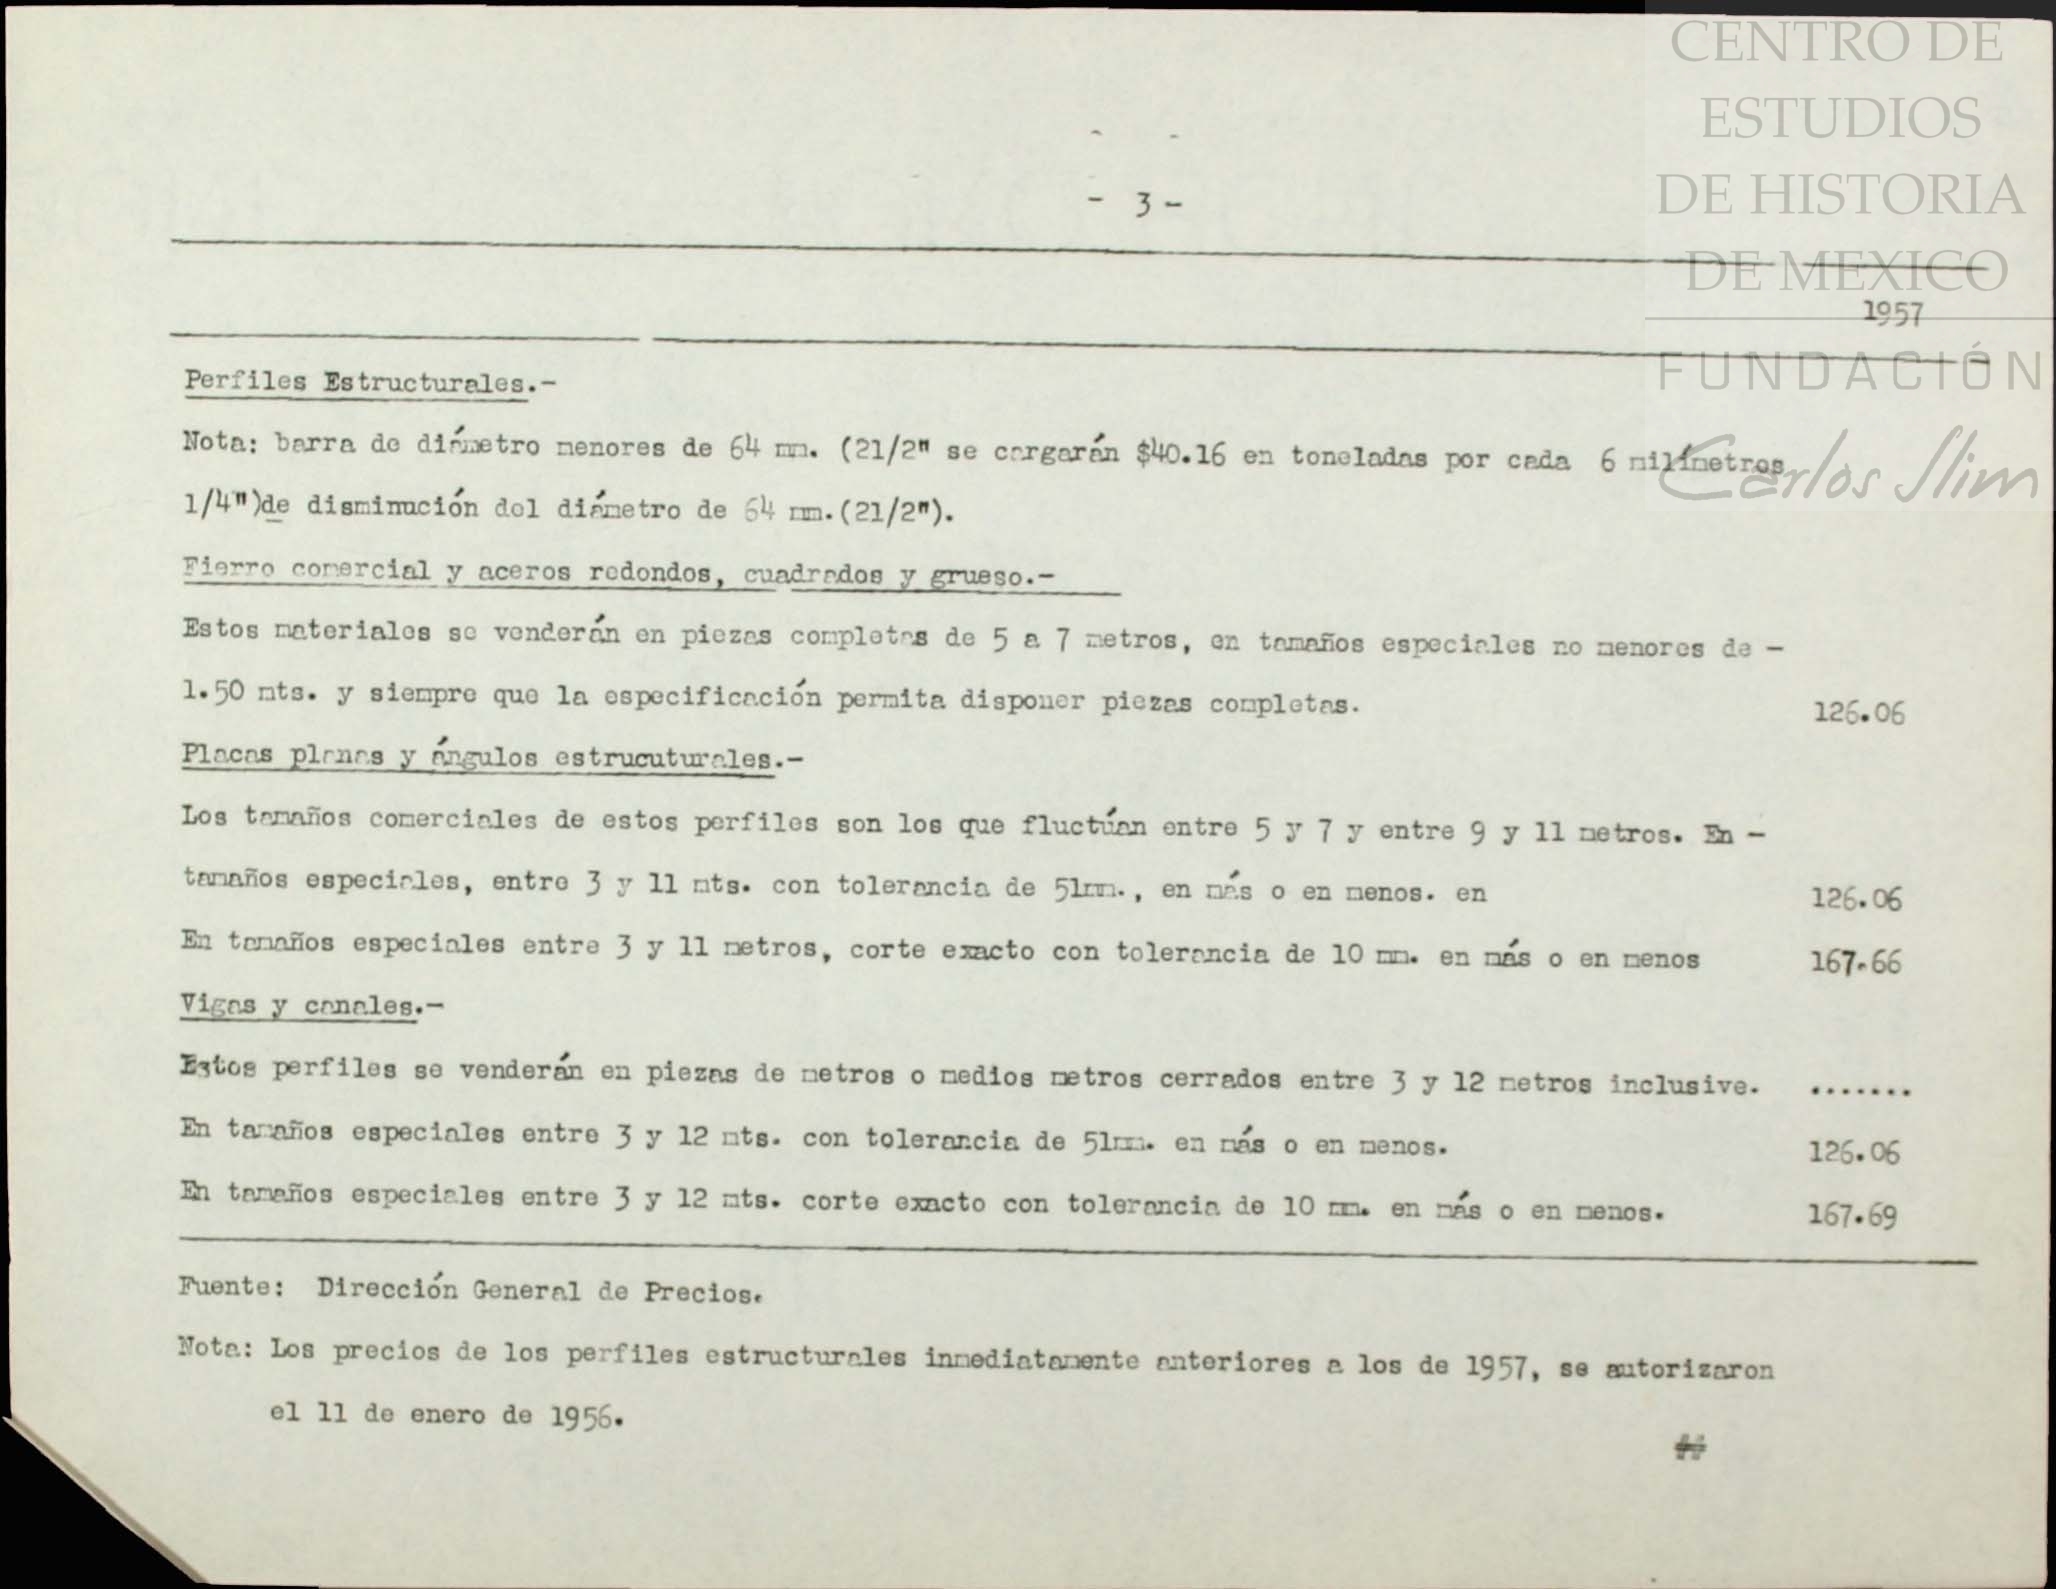 CENTRO DE
ESTUDIOS
DE HISTORIA
DE MEXICO
FUNDACIÓN
Carlos Slim
- 3 -
1957
Perfiles Estructurales.-
Nota: barra de diámetro menores de 64 mm. (21/2" se cargarán $40.16 en toneladas por cada 6 milímetros
1/4")de disminución del diámetro de 64 mm.(21/2").
Fierro comercial y aceros redondos, cuadrados y grueso.-
Estos materiales se venderán en piezas completas de 5 a 7 metros, en tamaños especiales no menores de -
1.50 mts. y siempre que la especificación permita disponer piezas completas. 126.06
Placas planas y ángulos estrucuturales.-
Los tamaños comerciales de estos perfiles son los que fluctúan entre 5 y 7 y entre 9 y 11 metros. En -
tamaños especiales, entre 3 y 11 mts. con tolerancia de 51mm., en más o en menos. en 126.06
En tamaños especiales entre 3 y 11 metros, corte exacto con tolerancia de 10 mm. en más o en menos 167.66
Vigas y canales.-
Estos perfiles se venderán en piezas de metros o medios metros cerrados entre 3 y 12 metros inclusive. .......
En tamaños especiales entre 3 y 12 mts. con tolerancia de 51mm. en más o en menos. 126.06
En tamaños especiales entre 3 y 12 mts. corte exacto con tolerancia de 10 mm. en más o en menos. 167.69
Fuente: Dirección General de Precios.
Nota: Los precios de los perfiles estructurales inmediatamente anteriores a los de 1957, se autorizaron
el 11 de enero de 1956.